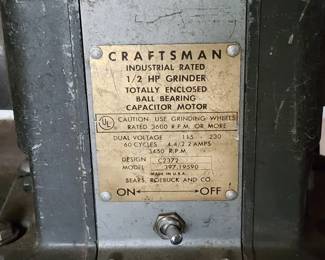 CRAFTSMAN
INDUSTRIAL RATED
1/2 HP GRINDER
TOTALLY ENCLOSED
BALL BEARING
CAPACITOR MOTOR
UL CAUTION. USE GRINDING WHEELS
RATED 3600 R.P.M. OR MORE
DUAL VOLTAGE 115 230
60 CYCLES 4.4/2.2 AMPS
3450 R.P.M.
DESIGN C2372
MODEL 397.19590
MADE IN U.S.A.
SEARS, ROEBUCK AND CO.
ON OFF